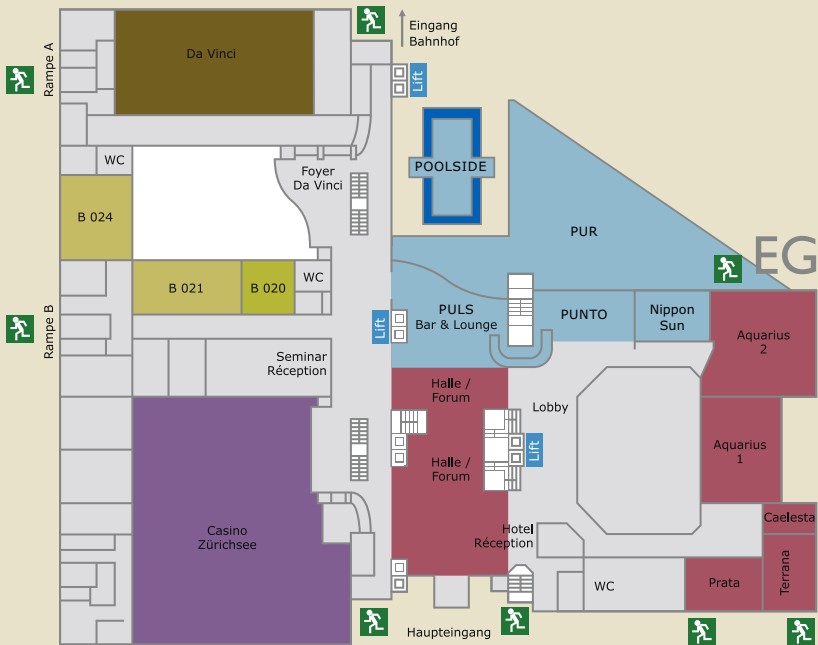 Eingang
Bahnhof
Da Vinci
Rampe A
Lift
WC
Foyer
Da Vinci
POOLSIDE
B 024
PUR
EG
B 021
B 020
WC
PULS
Bar & Lounge
PUNTO
Nippon
Sun
Rampe B
Lift
Aquarius
2
Seminar
Réception
Halle /
Forum
Lobby
Aquarius
1
Lift
Halle /
Forum
Casino
Zürichsee
Hotel
Réception
Caelesta
WC
Prata
Terrana
Haupteingang